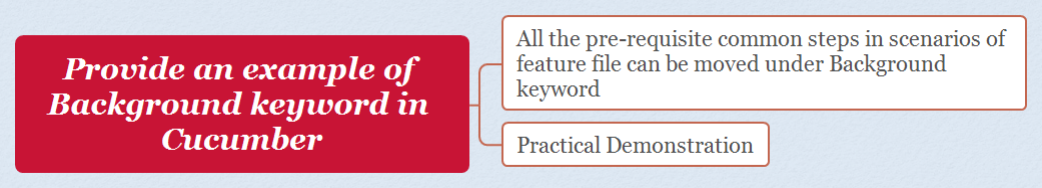 Provide an example of
Background keyword in
Cucumber
All the pre-requisite common steps in scenarios of
feature file can be moved under Background
keyword
Practical Demonstration